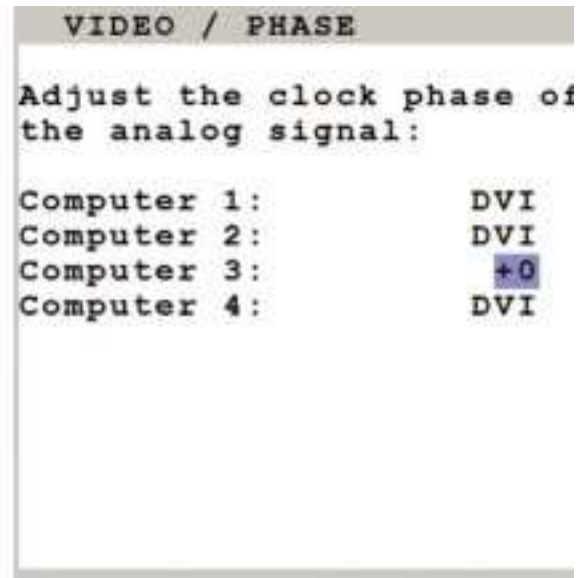 VIDEO / PHASE
Adjust the clock phase of
the analog signal:
Computer 1: DVI
Computer 2: DVI
Computer 3: +0
Computer 4: DVI